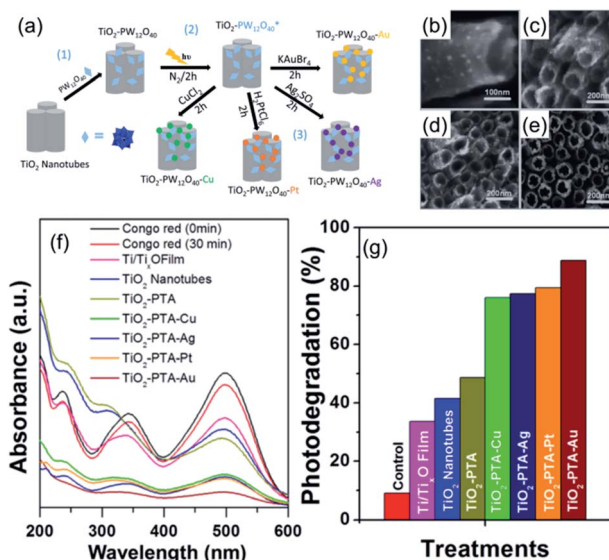 (a)
TiO2-PW12O40
TiO2-PW12O40*
TiO2-PW12O40-Au
(1)
(2)
PW12O40
hν
N2/2h
KAuBr4
2h
CuCl2
2h
H2PtCl6
2h
Ag2SO4
2h
(3)
=
TiO2 Nanotubes
TiO2-PW12O40-Cu
TiO2-PW12O40-Pt
TiO2-PW12O40-Ag
(b)
100nm
(c)
200nm
(d)
200nm
(e)
200nm
(f)
Congo red (0min)
Congo red (30 min)
Ti/TixOFilm
TiO2 Nanotubes
TiO2-PTA
TiO2-PTA-Cu
TiO2-PTA-Ag
TiO2-PTA-Pt
TiO2-PTA-Au
Absorbance (a.u.)
200 300 400 500 600
Wavelength (nm)
(g)
Photodegradation (%)
100
80
60
40
20
0
Control
Ti/TixO Film
TiO2 Nanotubes
TiO2-PTA
TiO2-PTA-Cu
TiO2-PTA-Ag
TiO2-PTA-Pt
TiO2-PTA-Au
Treatments